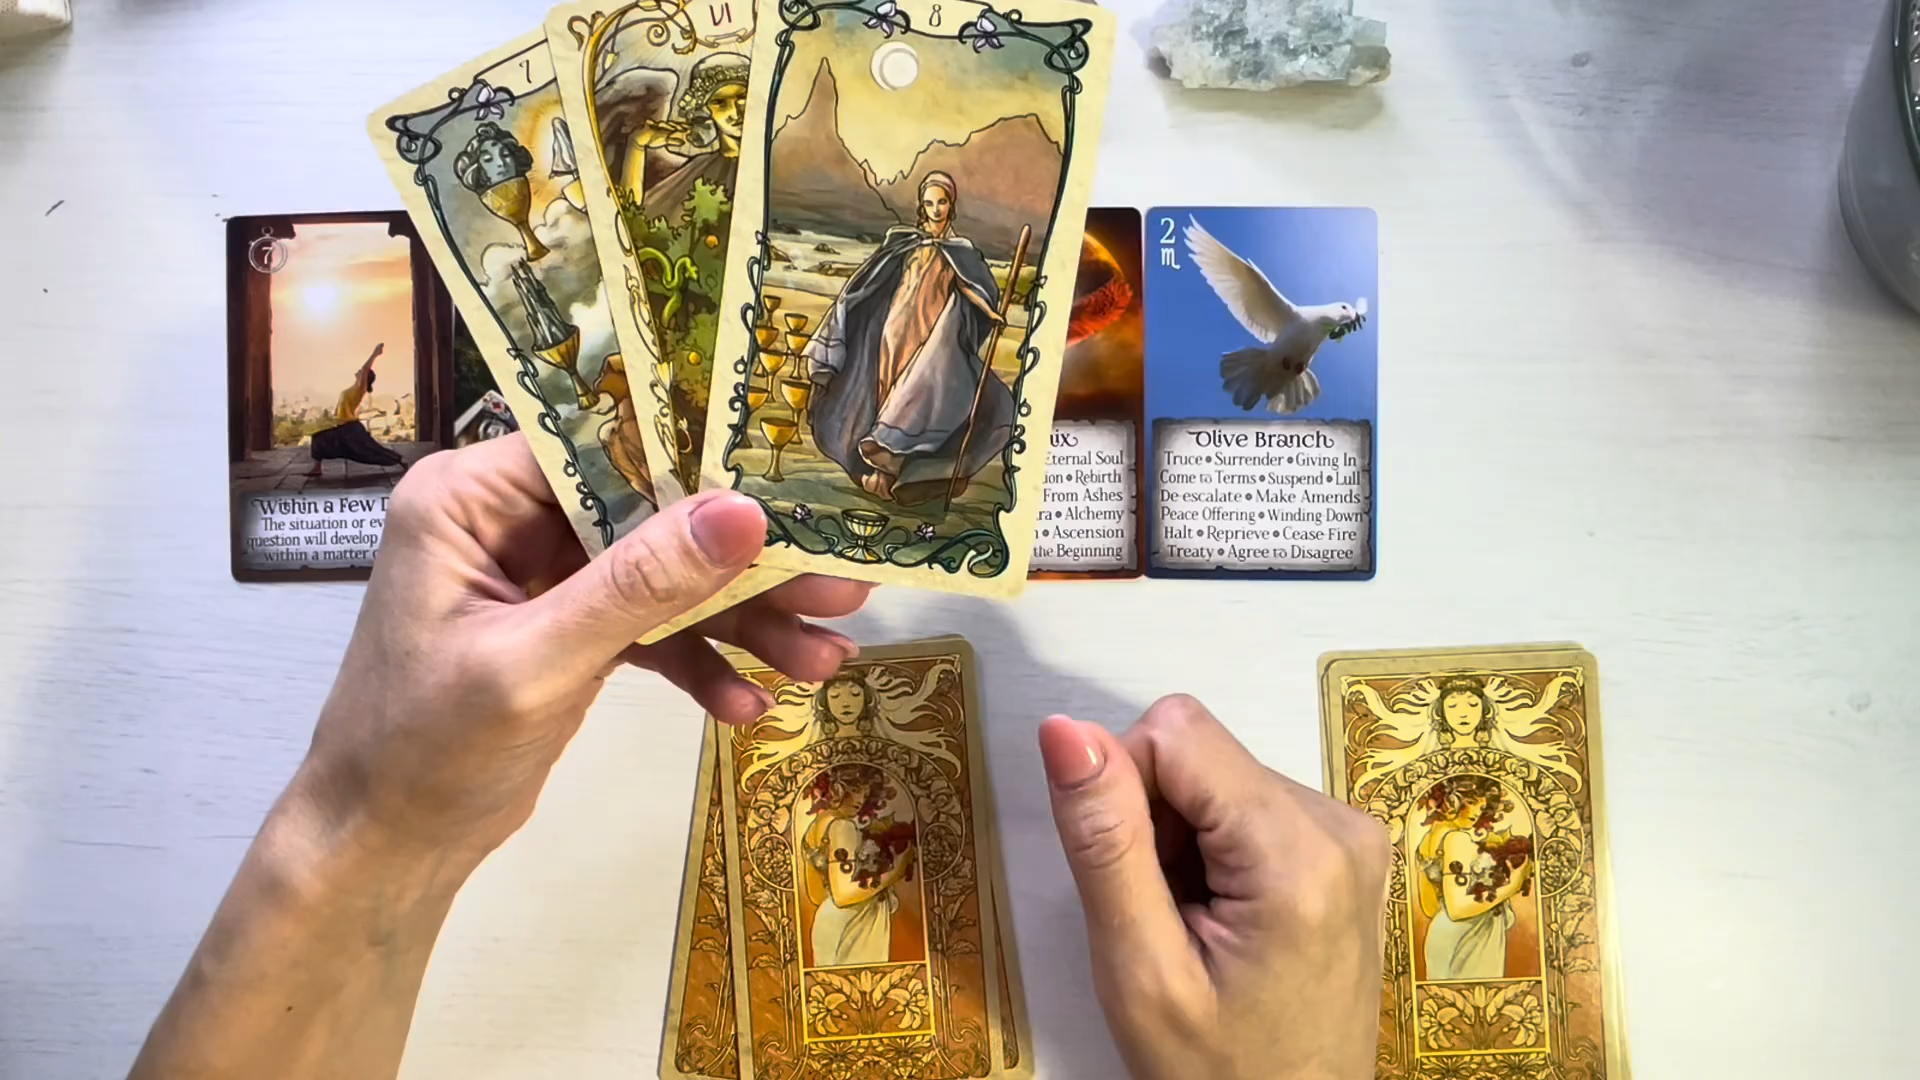 7
VI
8
7
Within a Few
The situation or
question will develop
within a matter
Eternal Soul
Rebirth
From Ashes
Alchemy
Ascension
the Beginning
2
m
Olive Branch
Truce • Surrender • Giving In
Come to Terms • Suspend • Lull
De-escalate • Make Amends
Peace Offering • Winding Down
Halt • Reprieve • Cease-Fire
Treaty • Agree to Disagree